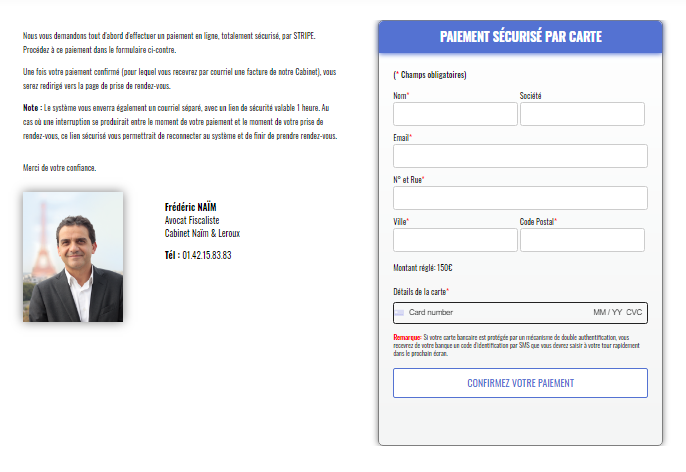 Nous vous demandons tout d'abord d'effectuer un paiement en ligne, totalement sécurisé, par STRIPE.
Procédez à ce paiement dans le formulaire ci-contre.
Une fois votre paiement confirmé (pour lequel vous recevrez par courriel une facture de notre Cabinet), vous
serez redirigé vers la page de prise de rendez-vous.
Note : Le système vous enverra également un courriel séparé, avec un lien de sécurité valable 1 heure. Au
cas où une interruption se produirait entre le moment de votre paiement et le moment de votre prise de
rendez-vous, ce lien sécurisé vous permettrait de reconnecter au système et de finir de prendre rendez-vous.
Merci de votre confiance.
Frédéric NAÏM
Avocat Fiscaliste
Cabinet Naïm & Leroux
Tél : 01.42.15.83.83
PAIEMENT SÉCURISÉ PAR CARTE
(* Champs obligatoires)
Nom* Société
Email*
N° et Rue*
Ville* Code Postal*
Montant réglé: 150€
Détails de la carte*
Card number MM / YY CVC
Remarque: Si votre carte bancaire est protégée par un mécanisme de double authentification, vous
recevrez de votre banque un code d'identification par SMS que vous devrez saisir à votre tour rapidement
dans le prochain écran.
CONFIRMEZ VOTRE PAIEMENT